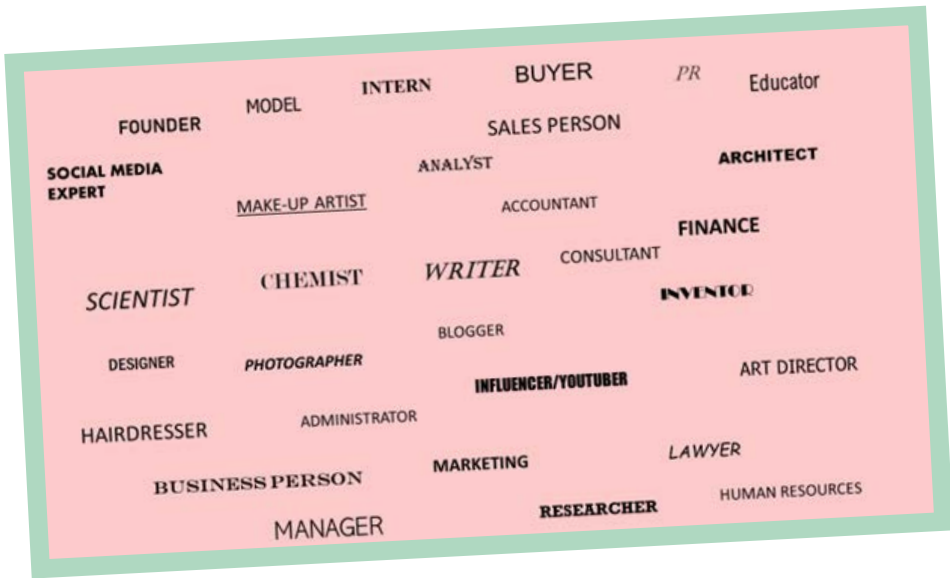 BUYER
PR
INTERN
Educator
MODEL
FOUNDER
SALES PERSON
ARCHITECT
ANALYST
SOCIAL MEDIA
EXPERT
MAKE-UP ARTIST
ACCOUNTANT
FINANCE
CONSULTANT
WRITER
CHEMIST
SCIENTIST
INVENTOR
BLOGGER
PHOTOGRAPHER
DESIGNER
ART DIRECTOR
INFLUENCER/YOUTUBER
ADMINISTRATOR
HAIRDRESSER
LAWYER
MARKETING
BUSINESS PERSON
HUMAN RESOURCES
RESEARCHER
MANAGER